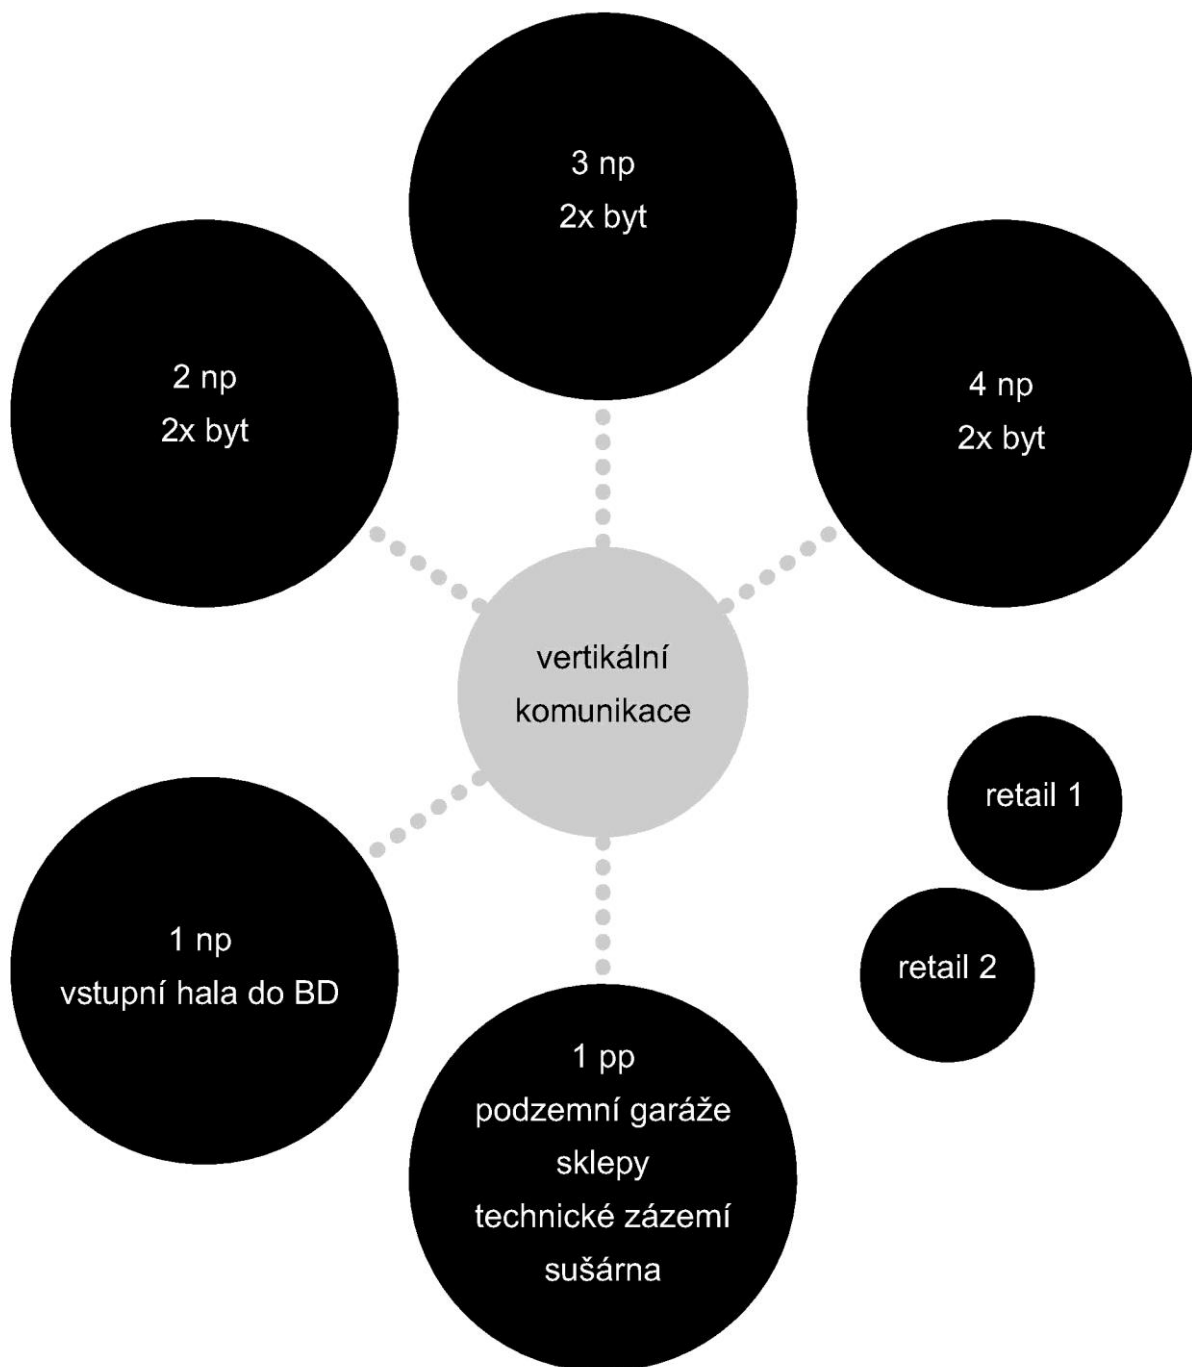 3 np
2x byt
2 np
2x byt
4 np
2x byt
vertikální
komunikace
retail 1
retail 2
1 np
vstupní hala do BD
1 pp
podzemní garáže
sklepy
technické zázemí
sušárna